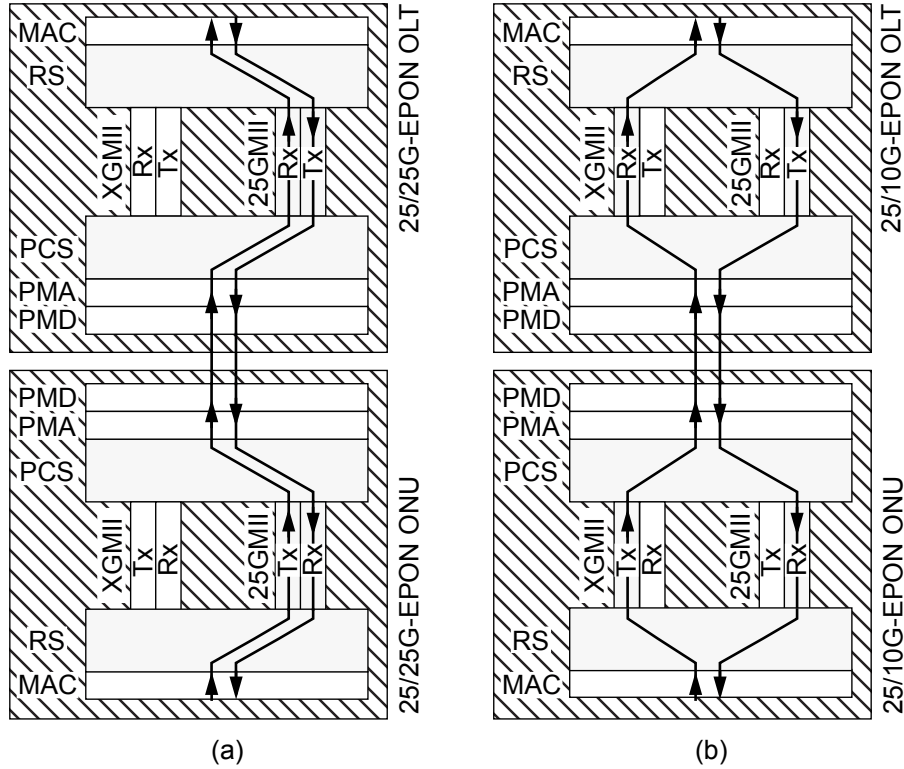 MAC
RS
XGMII
Rx
Tx
25GMII
Rx
Tx
PCS
PMA
PMD
25/25G-EPON OLT
PMD
PMA
PCS
XGMII
Tx
Rx
25GMII
Tx
Rx
RS
MAC
25/25G-EPON ONU
(a)
MAC
RS
XGMII
Rx
Tx
25GMII
Rx
Tx
PCS
PMA
PMD
25/10G-EPON OLT
PMD
PMA
PCS
XGMII
Tx
Rx
25GMII
Tx
Rx
RS
MAC
25/10G-EPON ONU
(b)